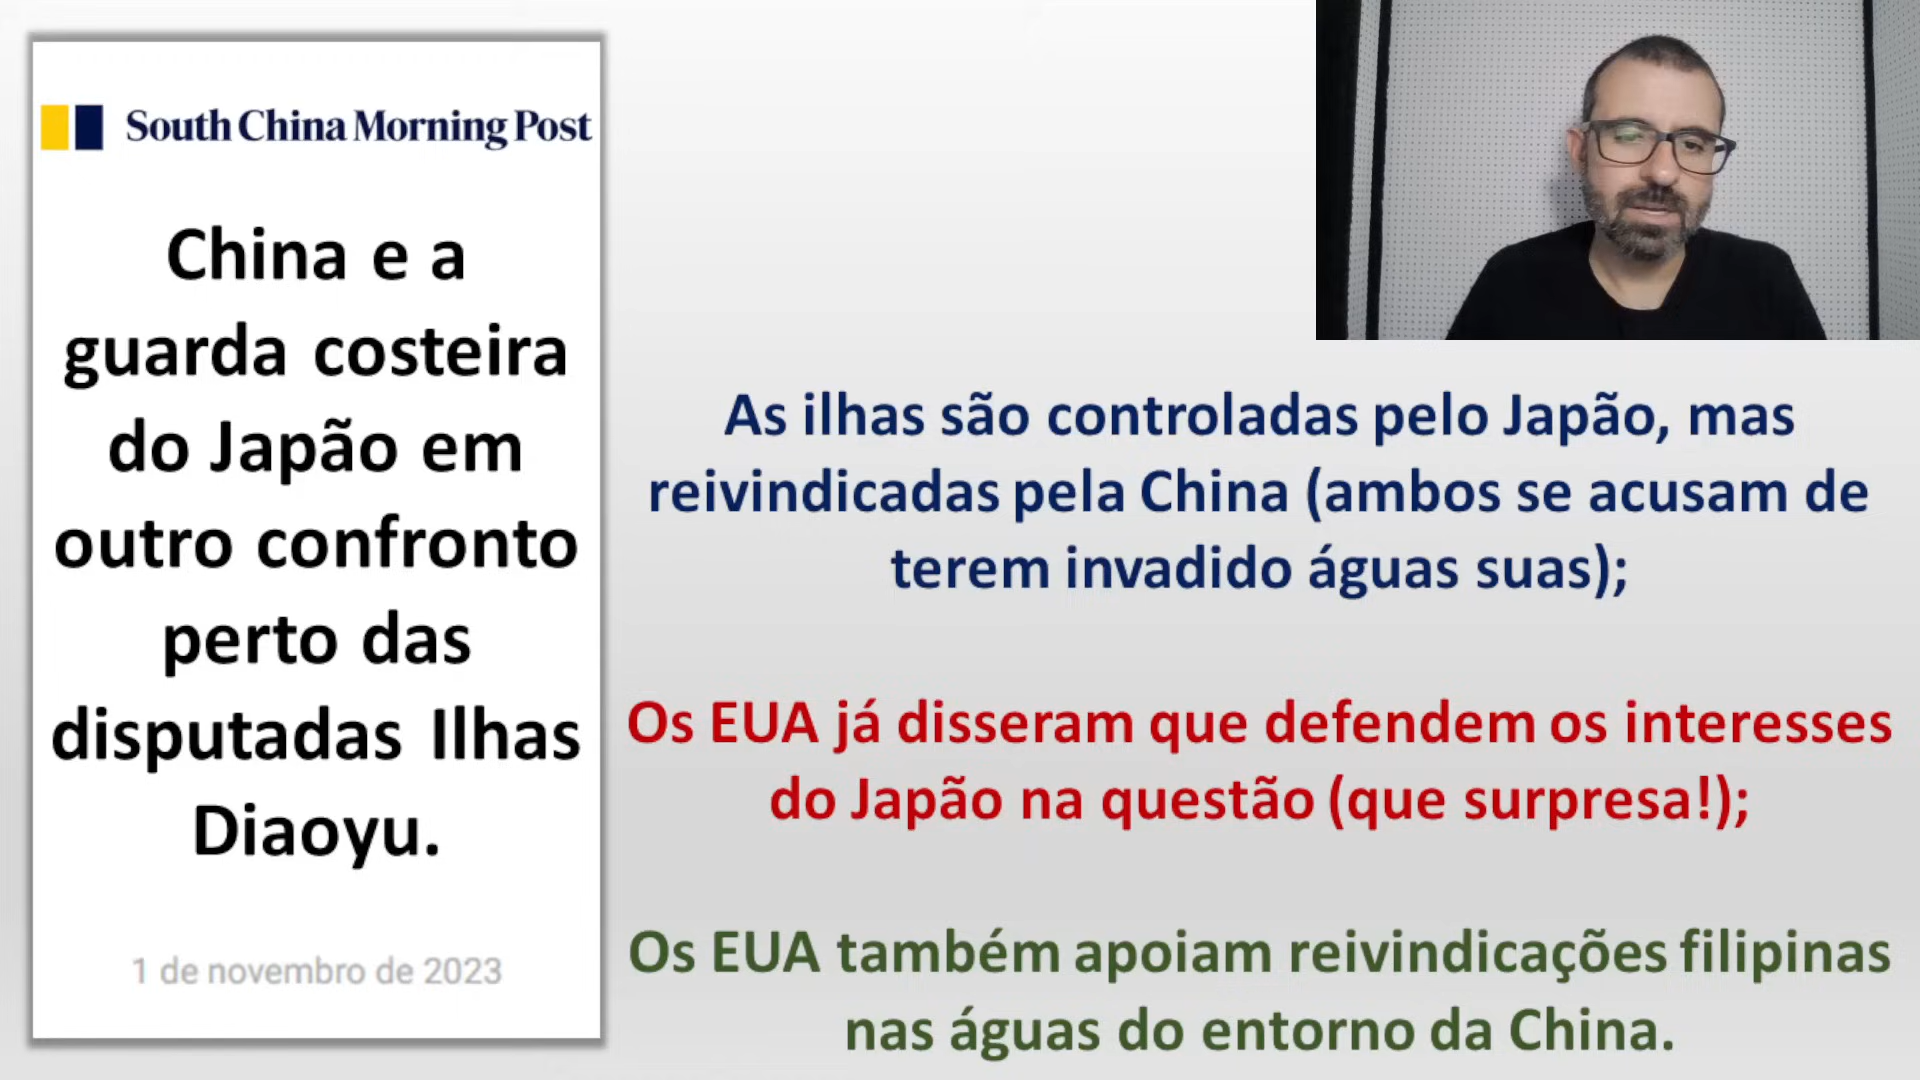 South China Morning Post
China e a
guarda costeira
do Japão em
outro confronto
perto das
disputadas Ilhas
Diaoyu.
1 de novembro de 2023
As ilhas são controladas pelo Japão, mas
reivindicadas pela China (ambos se acusam de
terem invadido águas suas);
Os EUA já disseram que defendem os interesses
do Japão na questão (que surpresa!);
Os EUA também apoiam reivindicações filipinas
nas águas do entorno da China.